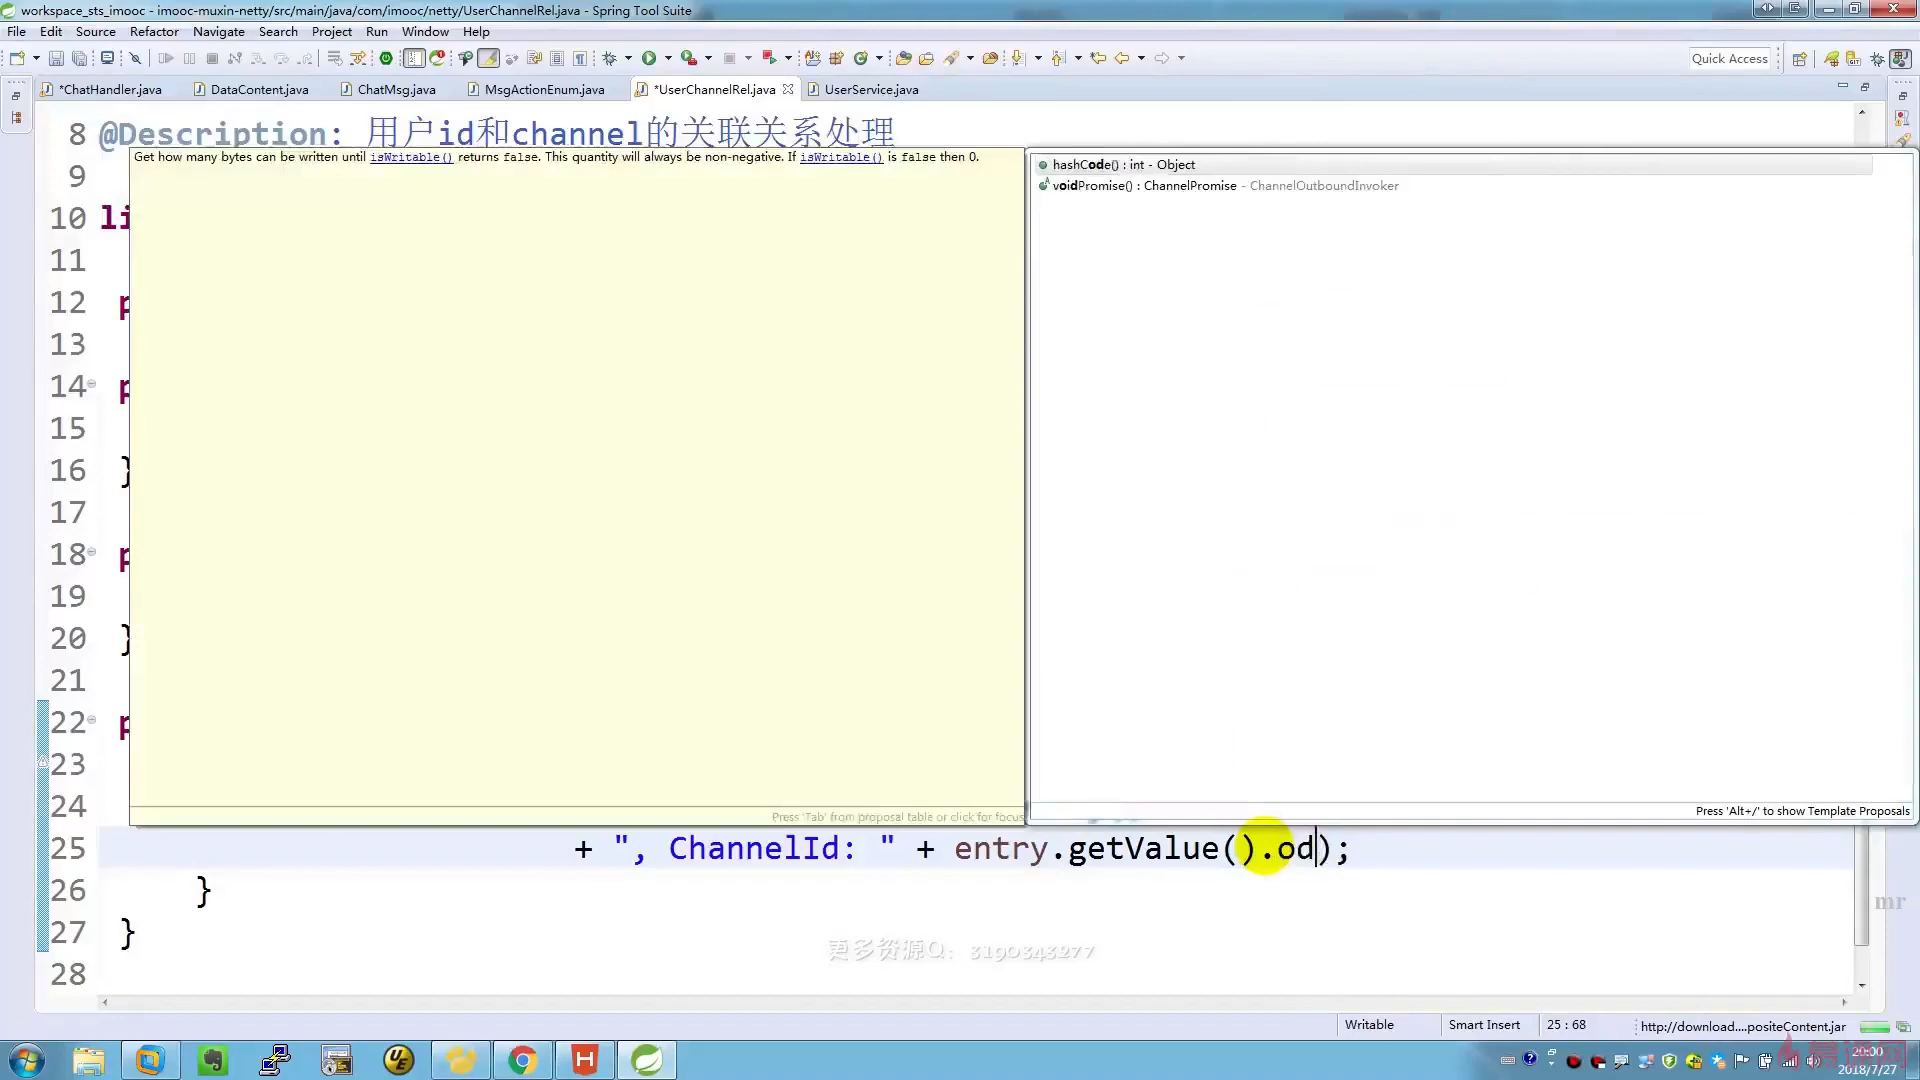 workspace_sts_imooc - imooc-muxin-netty/src/main/java/com/imooc/netty/UserChannelRel.java - Spring Tool Suite
File Edit Source Refactor Navigate Search Project Run Window Help
Quick Access
*ChatHandler.java DataContent.java ChatMsg.java MsgActionEnum.java *UserChannelRel.java UserService.java
8 @Description: 用户id和channel的关联关系处理
Get how many bytes can be written until isWritable() returns false. This quantity will always be non-negative. If isWritable() is false then 0.
hashCode() : int - Object
voidPromise() : ChannelPromise - ChannelOutboundInvoker
9
10 li
11
12 p
13
14 p
15
16 }
17
18 p
19
20 }
21
22 p
23
24
Press 'Tab' from proposal table or click for focus
Press 'Alt+/' to show Template Proposals
25 + ", ChannelId: " + entry.getValue().od);
26 }
27 }
28
mr
更多资源Q: 3190343277
Writable Smart Insert 25 : 68 http://download....positeContent.jar
慕课网
20:00
2018/7/27